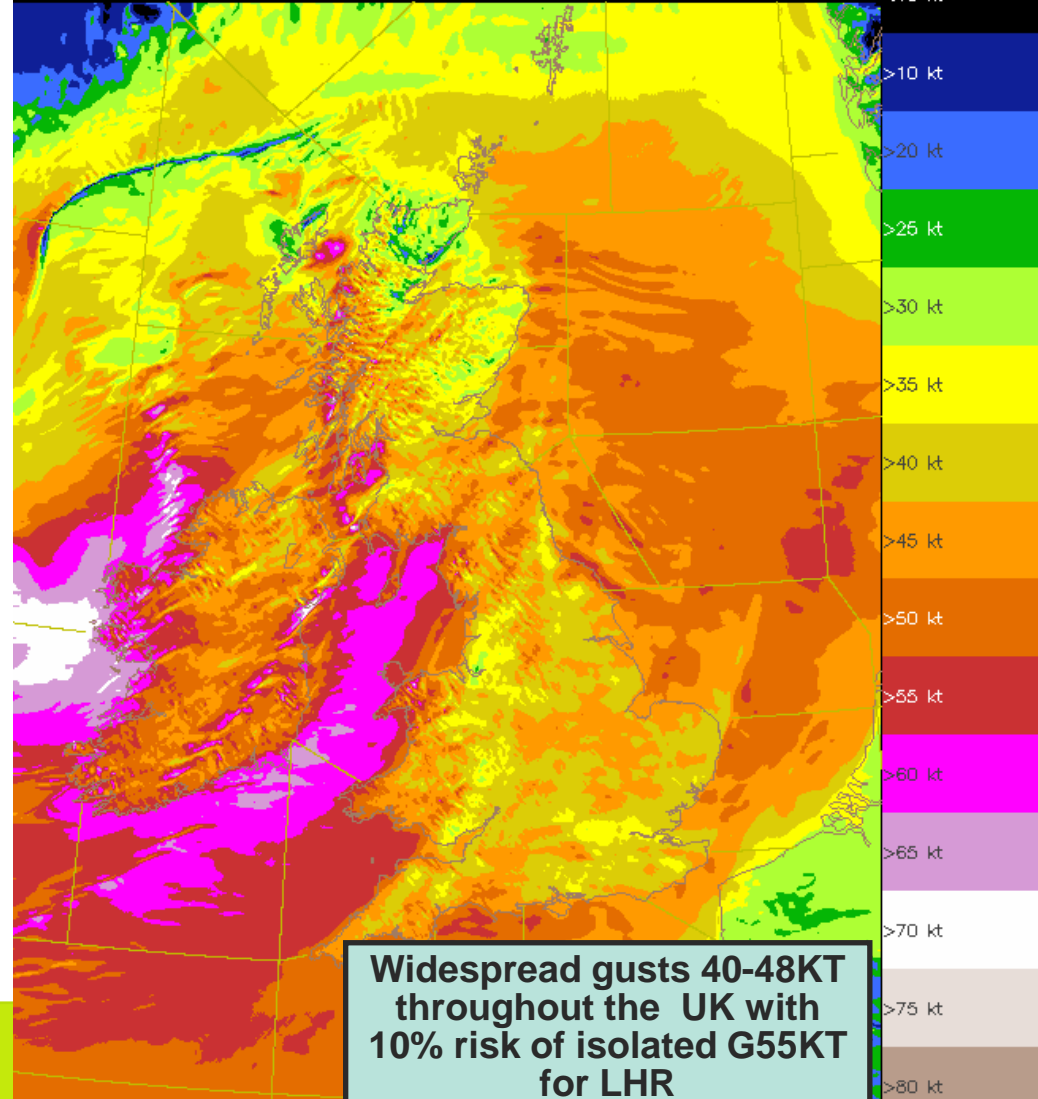 >10 kt
>20 kt
>25 kt
>30 kt
>35 kt
>40 kt
>45 kt
>50 kt
>55 kt
>60 kt
>65 kt
>70 kt
>75 kt
>80 kt
Widespread gusts 40-48KT
throughout the UK with
10% risk of isolated G55KT
for LHR